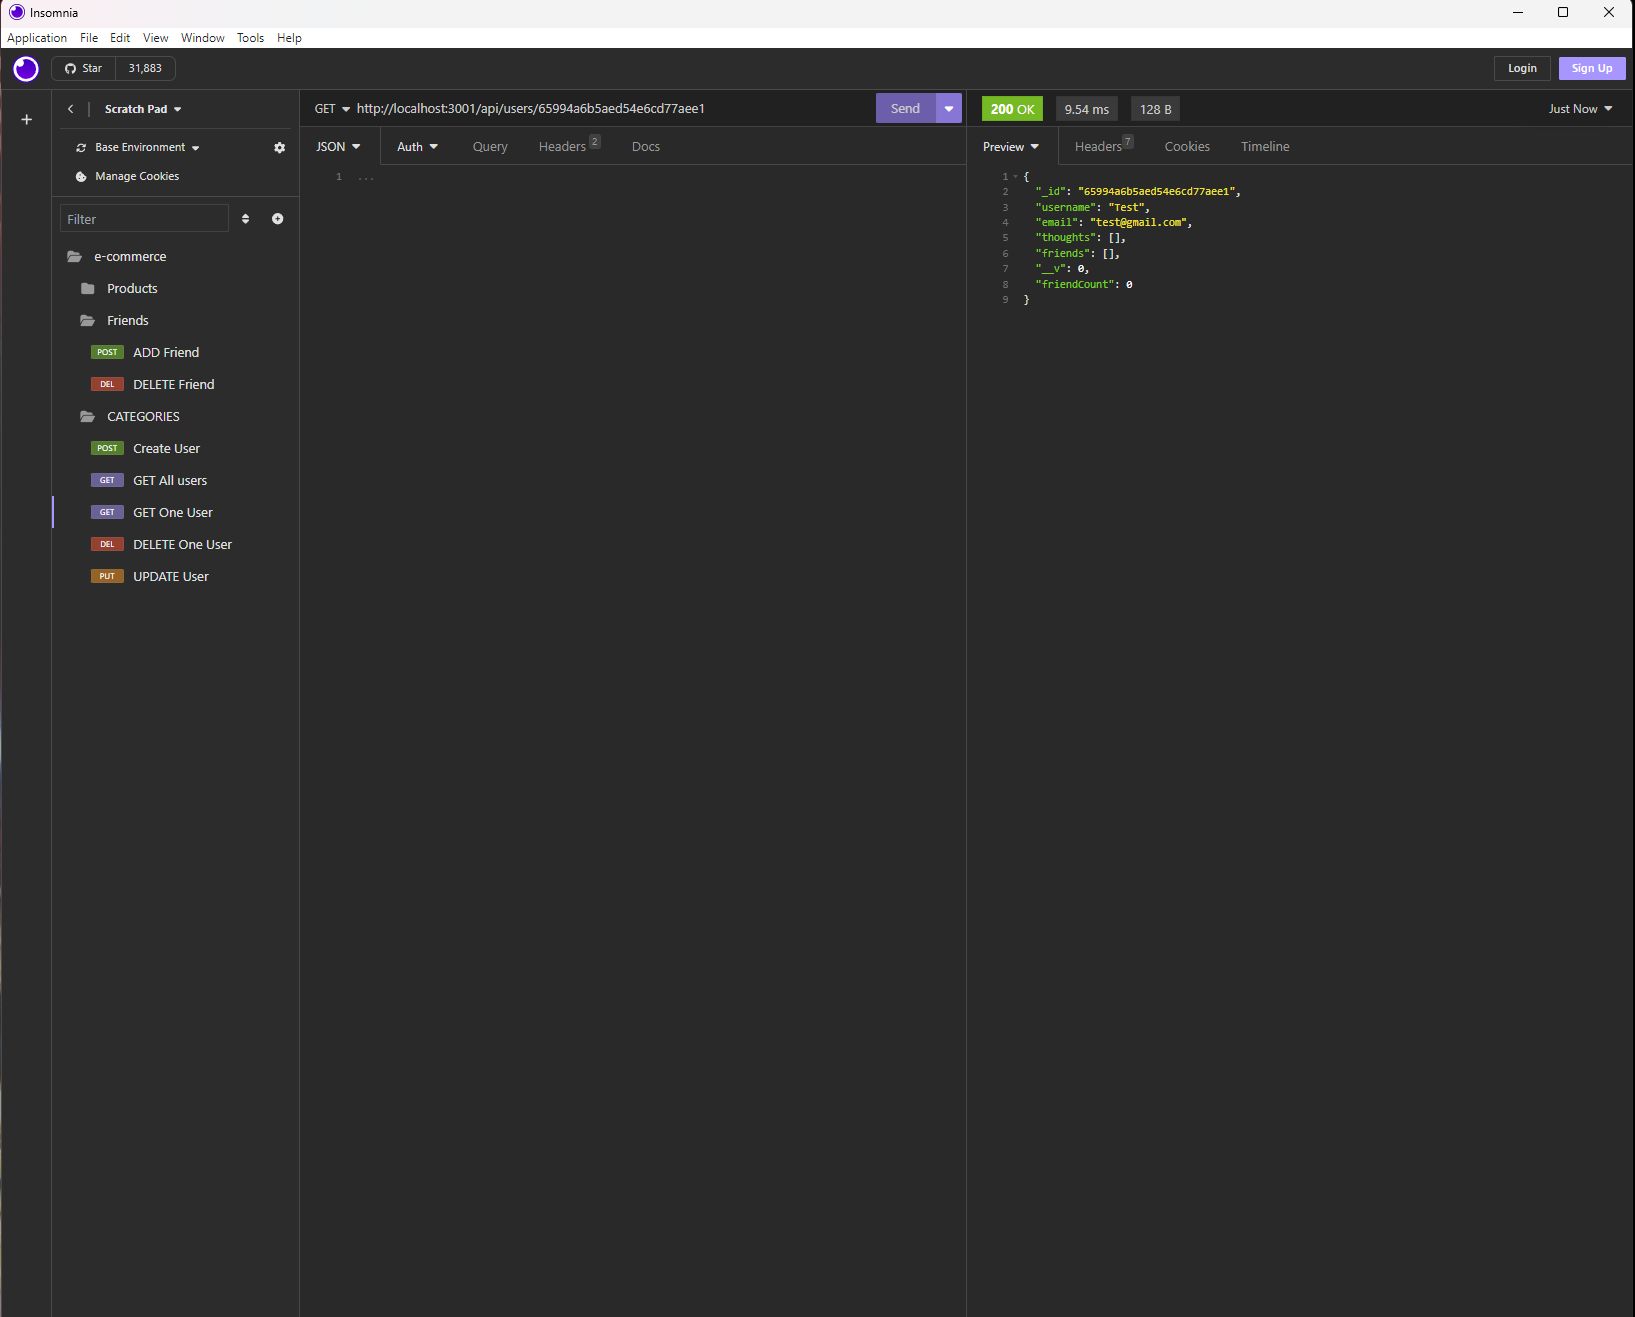 Insomnia
Application File Edit View Window Tools Help
Star 31,883
Login Sign Up
Scratch Pad
Base Environment
Manage Cookies
Filter
e-commerce
Products
Friends
POST ADD Friend
DEL DELETE Friend
CATEGORIES
POST Create User
GET GET All users
GET GET One User
DEL DELETE One User
PUT UPDATE User
GET http://localhost:3001/api/users/65994a6b5aed54e6cd77aee1 Send
JSON Auth Query Headers 2 Docs
1 ...
200 OK 9.54 ms 128 B Just Now
Preview Headers 7 Cookies Timeline
1 {
2 "_id": "65994a6b5aed54e6cd77aee1",
3 "username": "Test",
4 "email": "test@gmail.com",
5 "thoughts": [],
6 "friends": [],
7 "__v": 0,
8 "friendCount": 0
9 }